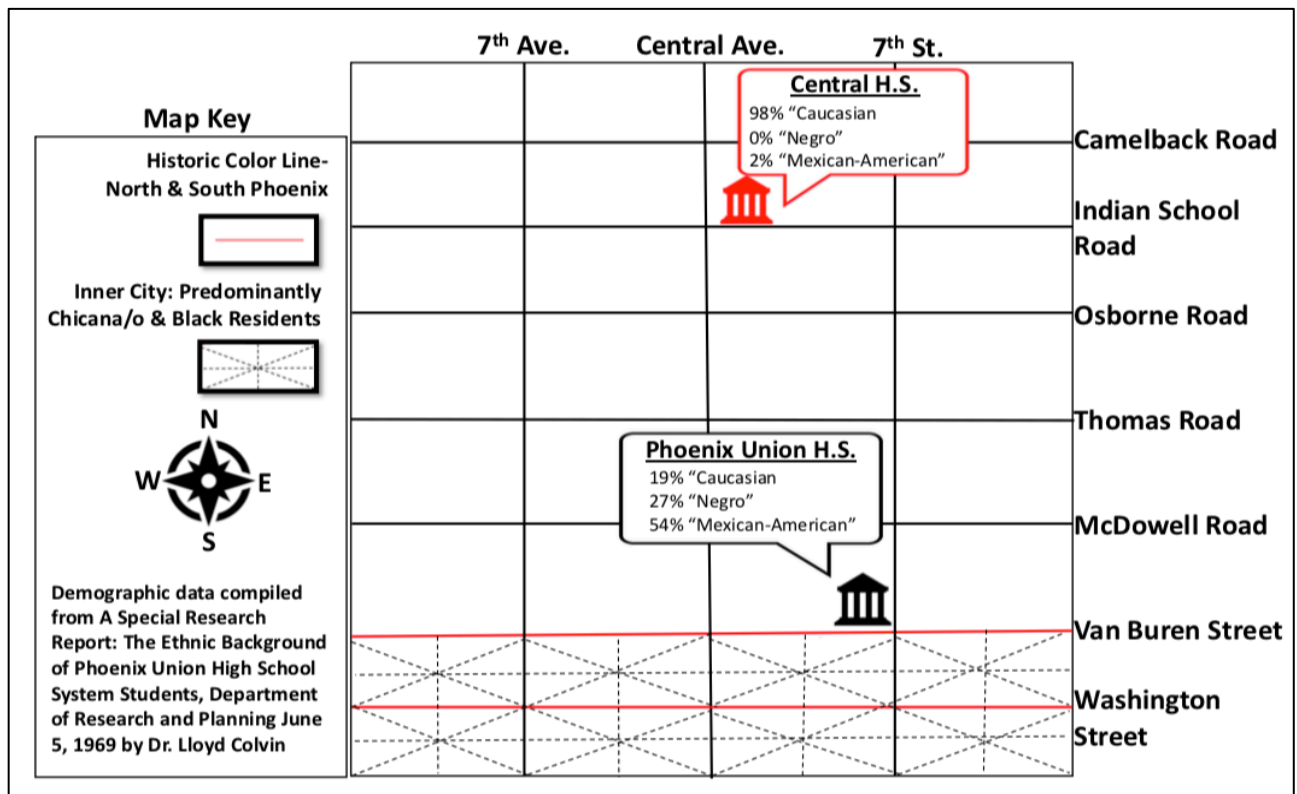 7th Ave.
Central Ave.
7th St.
Central H.S.
98% “Caucasian
0% “Negro”
2% “Mexican-American”
Map Key
Historic Color Line-
North & South Phoenix
Inner City: Predominantly
Chicana/o & Black Residents
N
W
E
S
Demographic data compiled
from A Special Research
Report: The Ethnic Background
of Phoenix Union High School
System Students, Department
of Research and Planning June
5, 1969 by Dr. Lloyd Colvin
Phoenix Union H.S.
19% “Caucasian
27% “Negro”
54% “Mexican-American”
Camelback Road
Indian School
Road
Osborne Road
Thomas Road
McDowell Road
Van Buren Street
Washington
Street